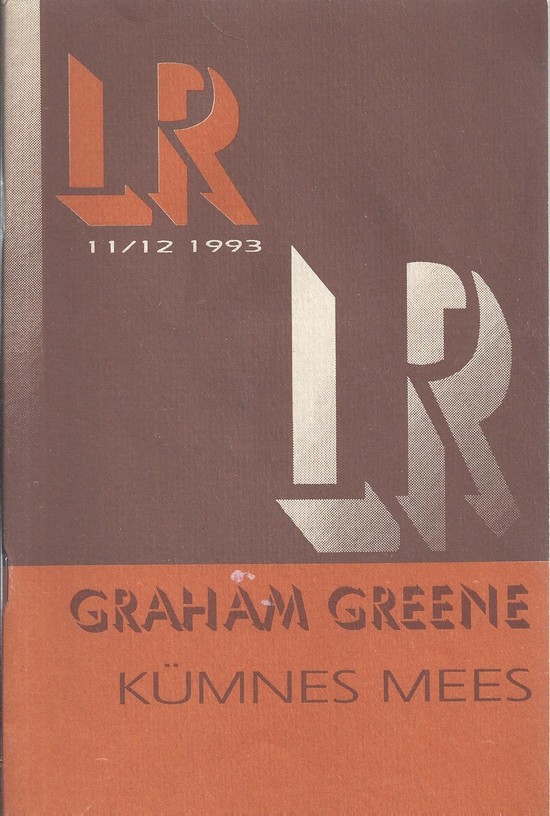 LR
11/12 1993
LR
GRAHAM GREENE
KÜMNES MEES